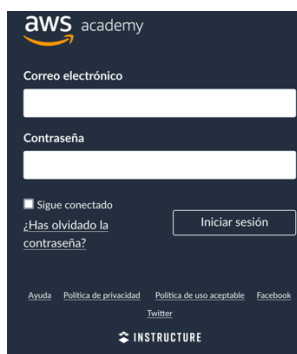 aws academy
Correo electrónico
Contraseña
Sigue conectado
¿Has olvidado la
contraseña?
Iniciar sesión
Ayuda Política de privacidad Política de uso aceptable Facebook
Twitter
INSTRUCTURE